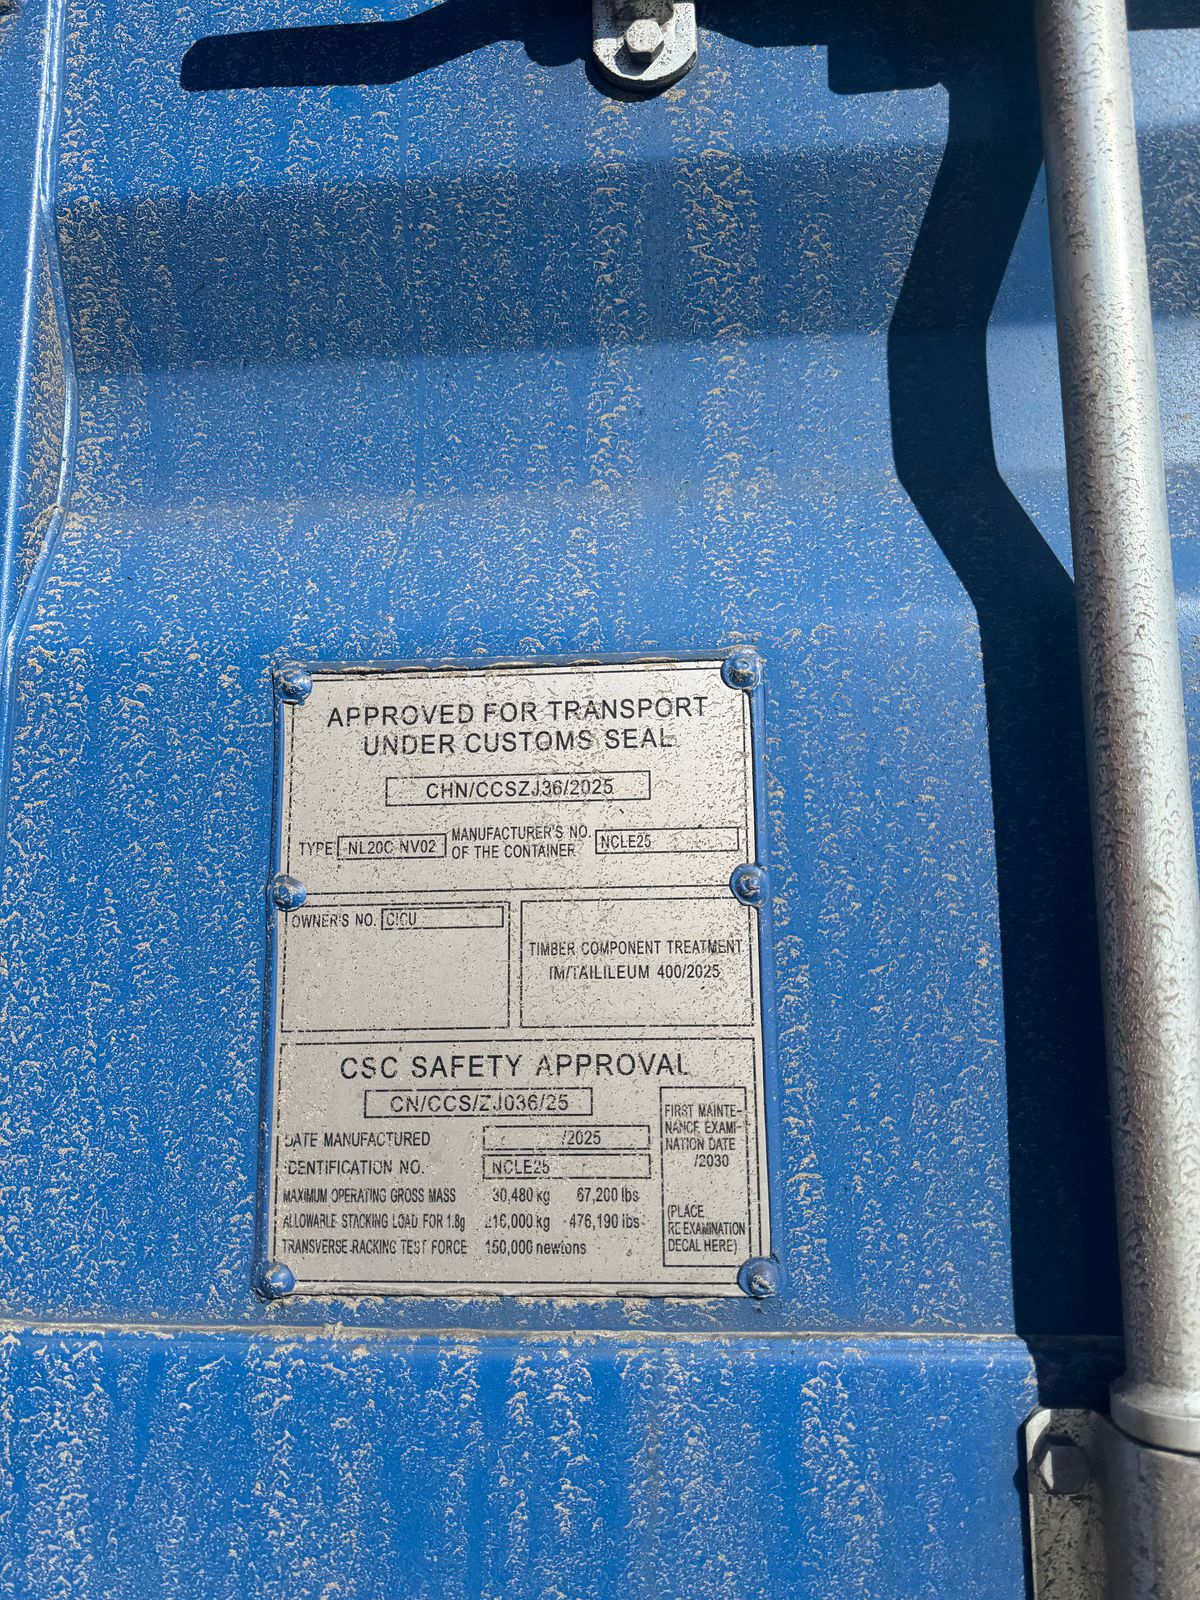 APPROVED FOR TRANSPORT
UNDER CUSTOMS SEAL
CHN/CCSZJ36/2025
TYPE NL20C NV02 MANUFACTURER'S NO. OF THE CONTAINER NCLE25
OWNER'S NO. CICU
TIMBER COMPONENT TREATMENT
IM/TAILILEUM 400/2025
CSC SAFETY APPROVAL
CN/CCS/ZJ036/25
DATE MANUFACTURED /2025
IDENTIFICATION NO. NCLE25
MAXIMUM OPERATING GROSS MASS 30,480 kg 67,200 lbs
ALLOWABLE STACKING LOAD FOR 1.8g 216,000 kg 476,190 lbs
TRANSVERSE RACKING TEST FORCE 150,000 newtons
FIRST MAINTE-
NANCE EXAMI-
NATION DATE
/2030
(PLACE
RE-EXAMINATION
DECAL HERE)